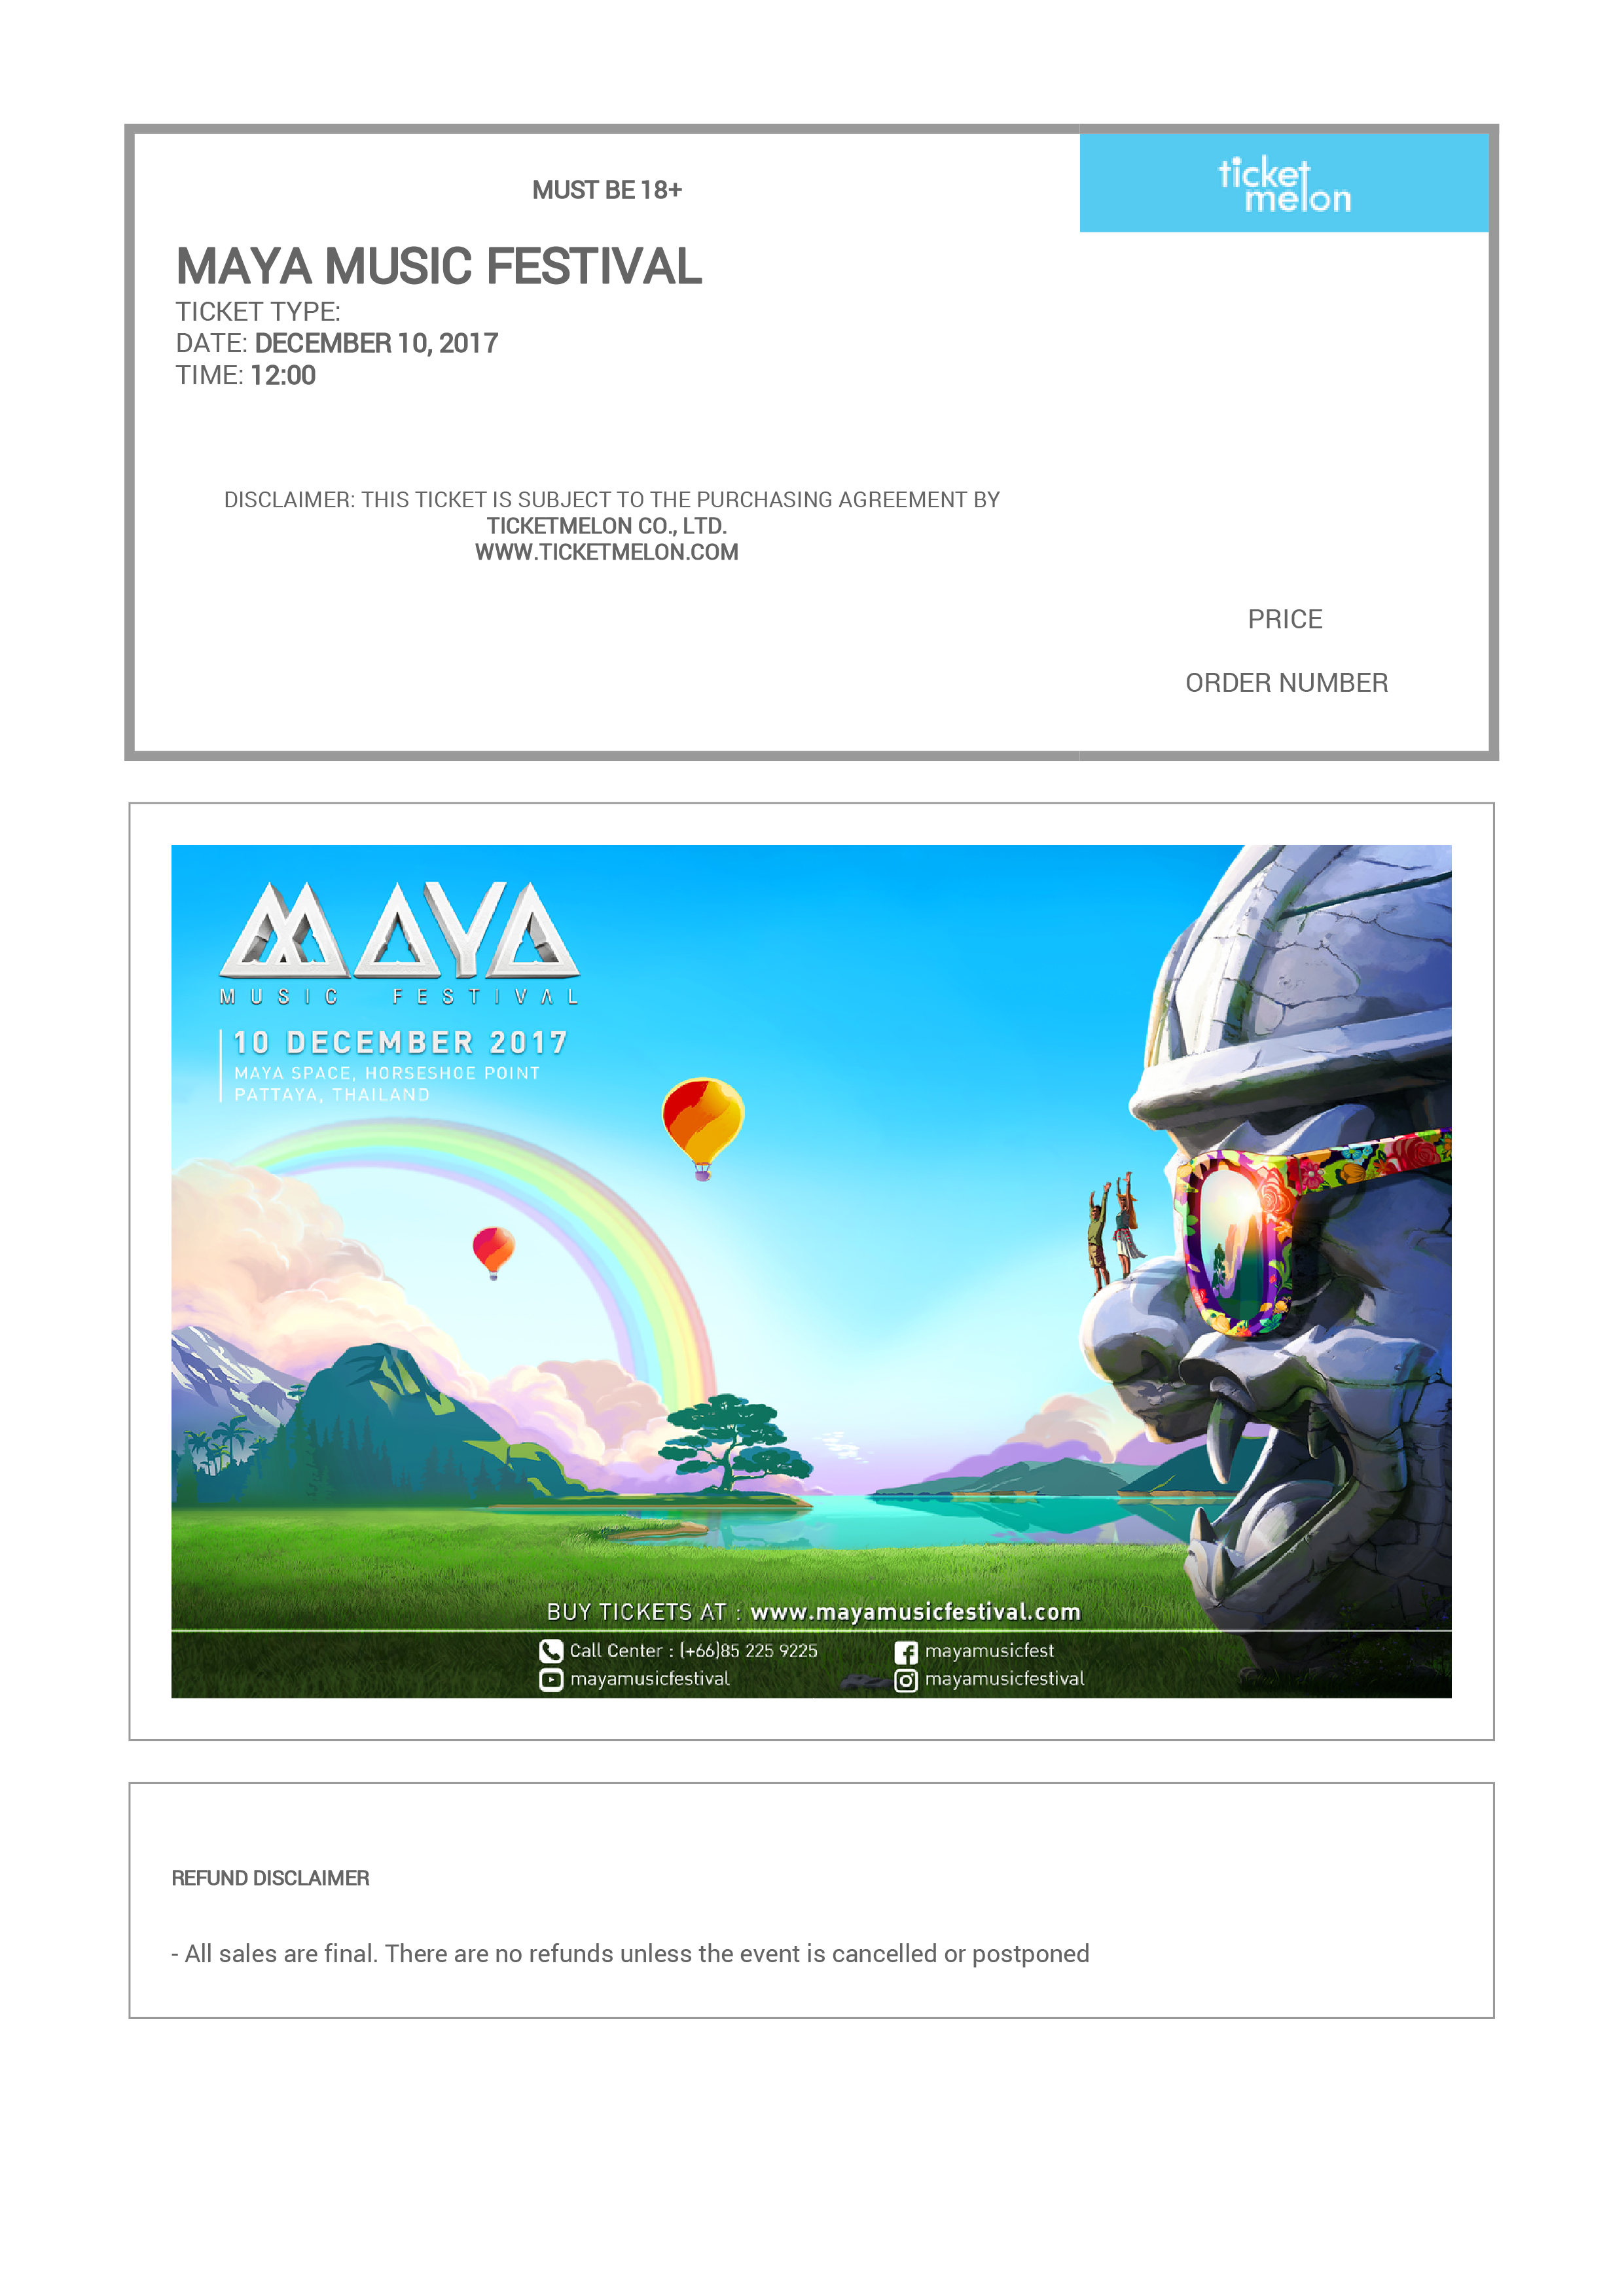 MUST BE 18+
ticket
melon
MAYA MUSIC FESTIVAL
TICKET TYPE:
DATE: DECEMBER 10, 2017
TIME: 12:00
DISCLAIMER: THIS TICKET IS SUBJECT TO THE PURCHASING AGREEMENT BY
TICKETMELON CO., LTD.
WWW.TICKETMELON.COM
PRICE
ORDER NUMBER
MAYA
MUSIC FESTIVAL
10 DECEMBER 2017
MAYA SPACE, HORSESHOE POINT
PATTAYA, THAILAND
BUY TICKETS AT : www.mayamusicfestival.com
Call Center : (+66)85 225 9225
mayamusicfest
mayamusicfestival
mayamusicfestival
REFUND DISCLAIMER
- All sales are final. There are no refunds unless the event is cancelled or postponed